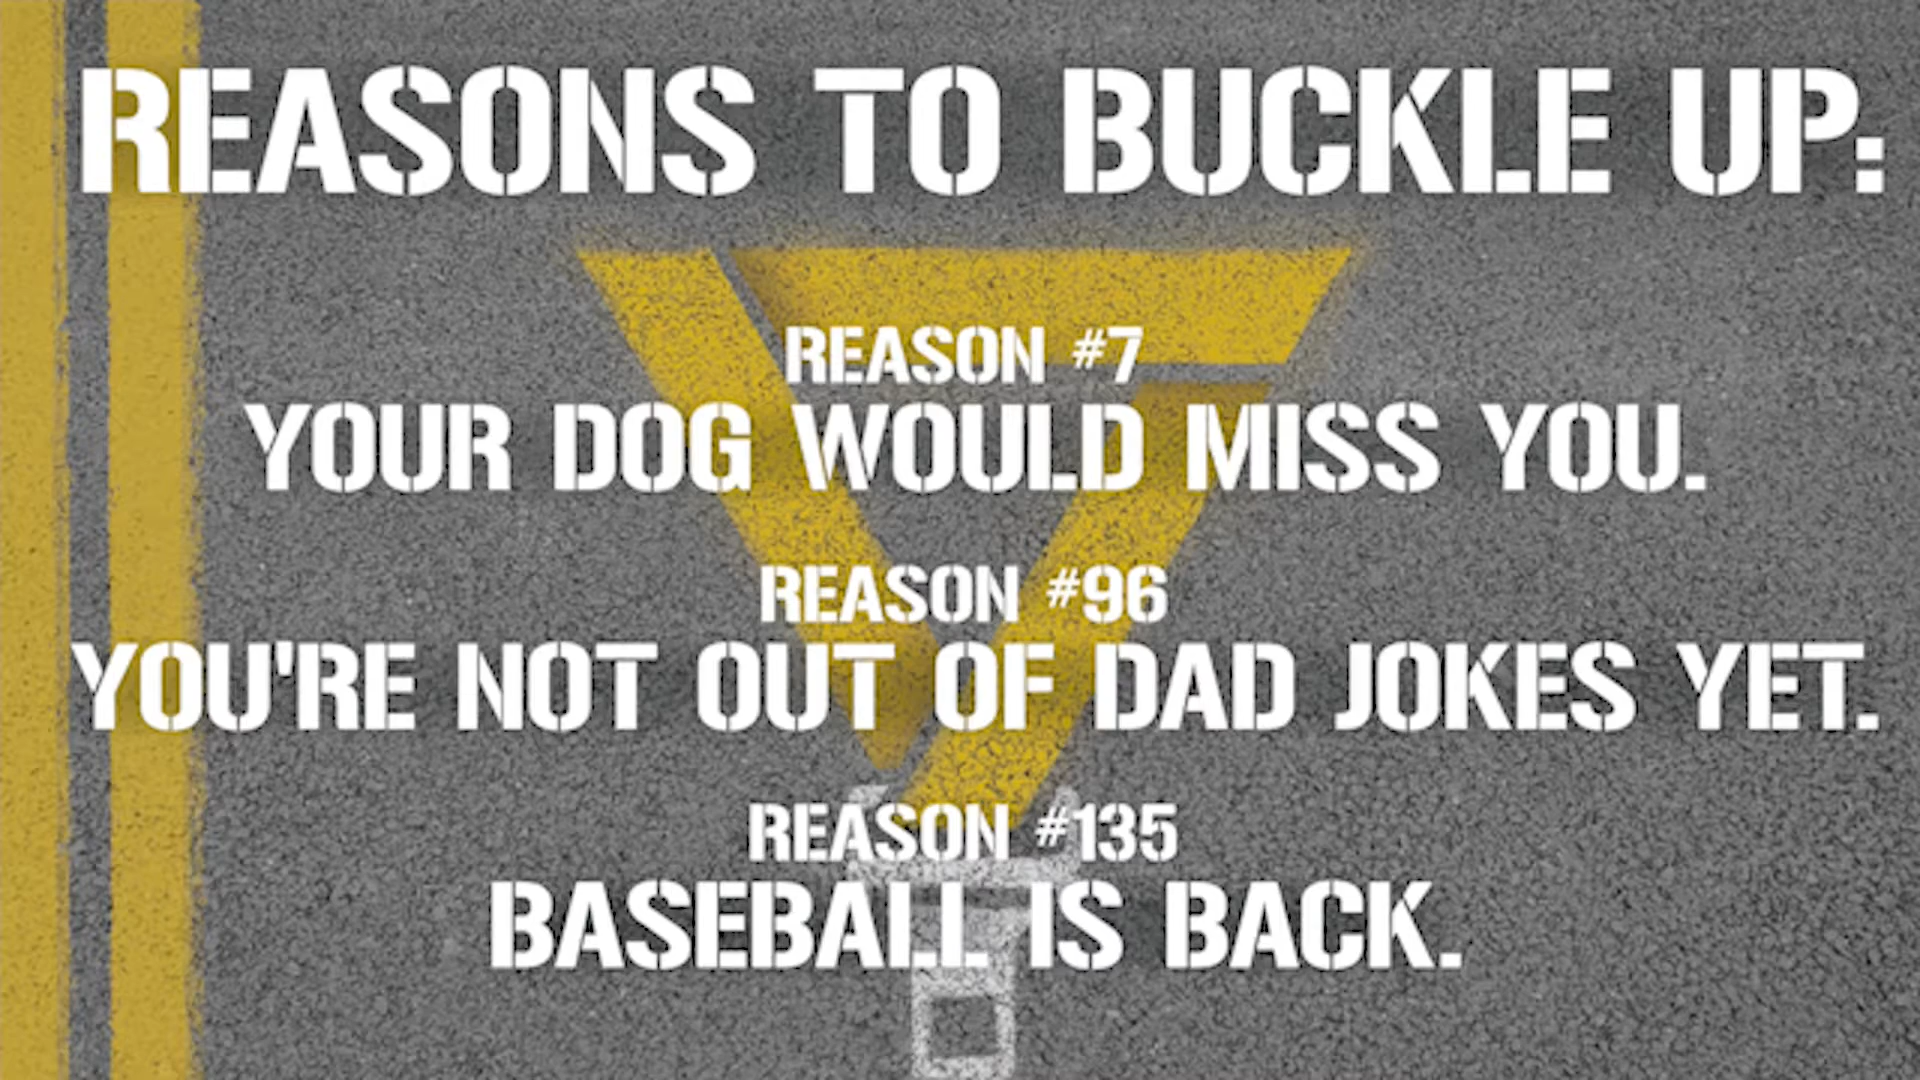 REASONS TO BUCKLE UP:
REASON #7
YOUR DOG WOULD MISS YOU.
REASON #96
YOU'RE NOT OUT OF DAD JOKES YET.
REASON #135
BASEBALL IS BACK.